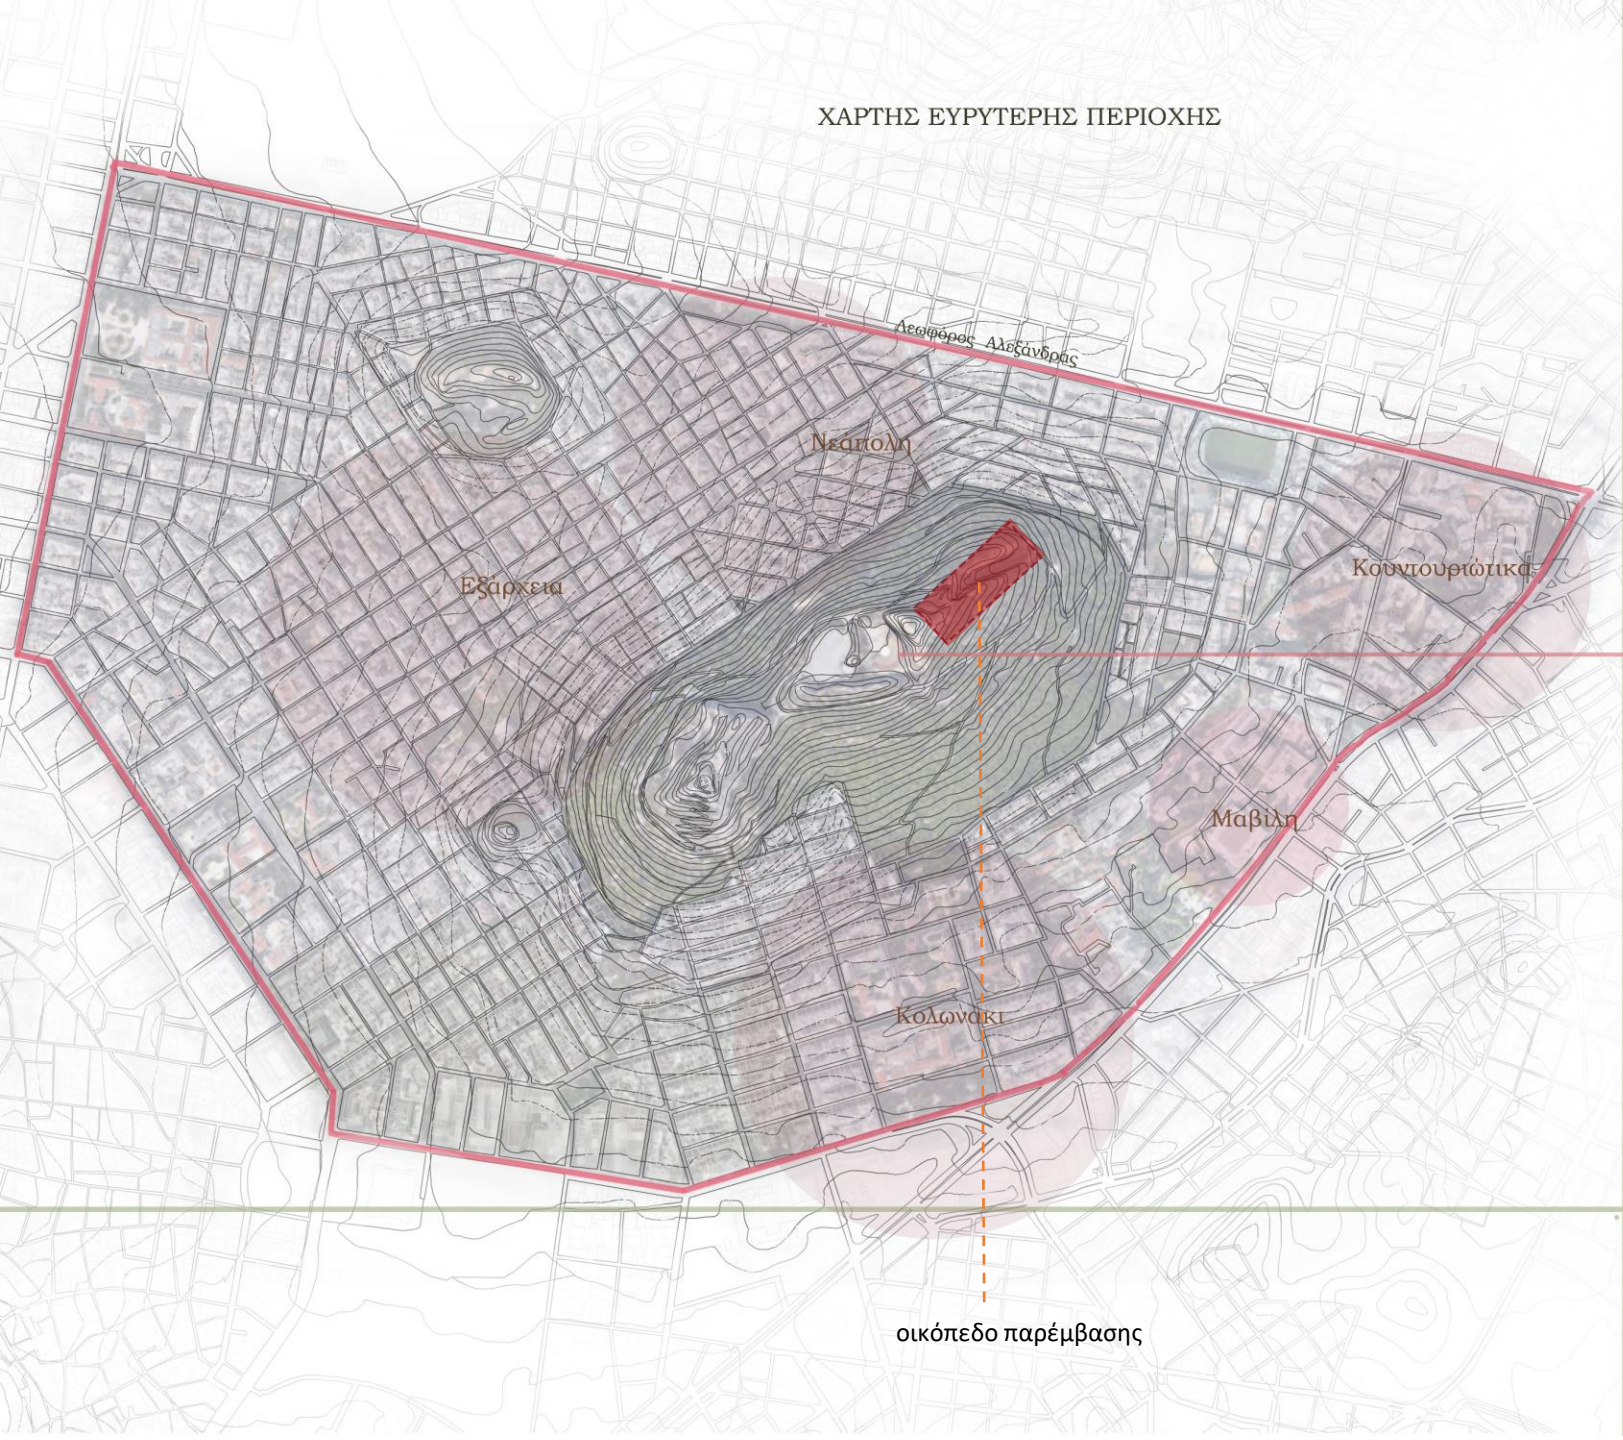 ΧΑΡΤΗΣ ΕΥΡΥΤΕΡΗΣ ΠΕΡΙΟΧΗΣ
Λεωφόρος Αλεξάνδρας
Νεάπολη
Κουντουριώτικα
Εξάρχεια
Μαβίλη
Κολωνάκι
οικόπεδο παρέμβασης